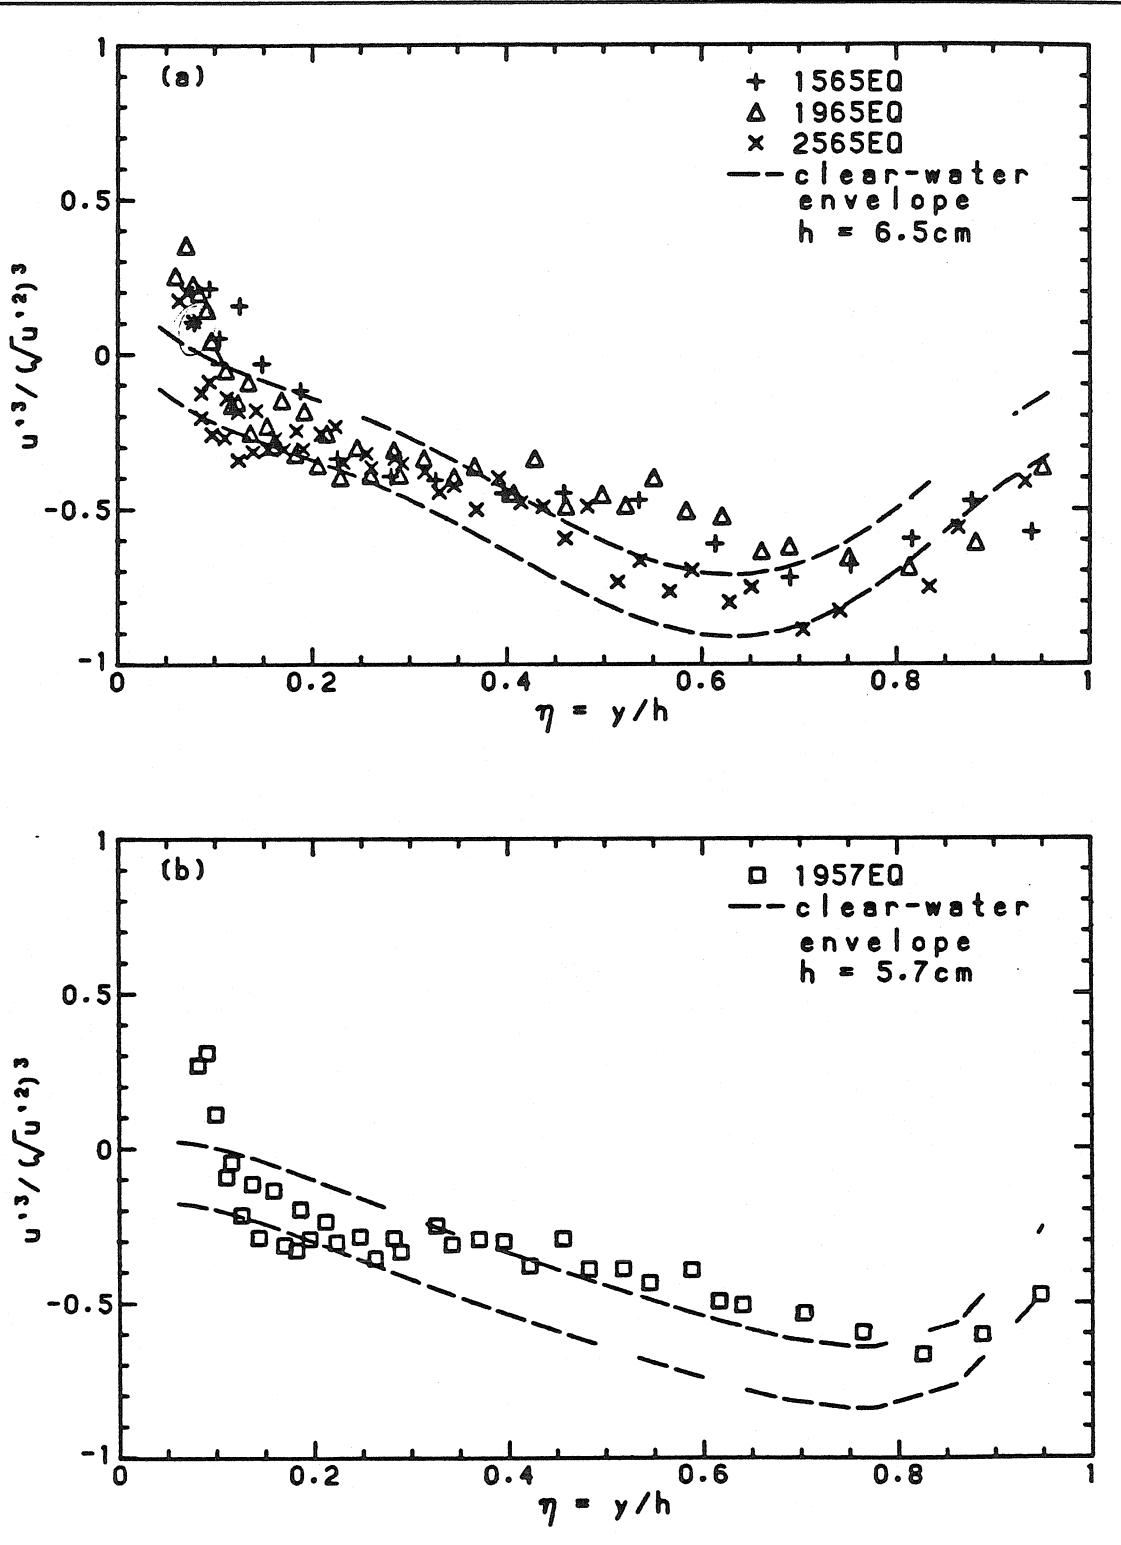 1
(a)
+ 1565EQ
△ 1965EQ
× 2565EQ
clear-water
envelope
h = 6.5cm
0.5
0
-0.5
-1
u'³/(√u'²)³
0 0.2 0.4 0.6 0.8 1
η = y/h
1
(b)
□ 1957EQ
clear-water
envelope
h = 5.7cm
0.5
0
-0.5
-1
u'³/(√u'²)³
0 0.2 0.4 0.6 0.8 1
η = y/h